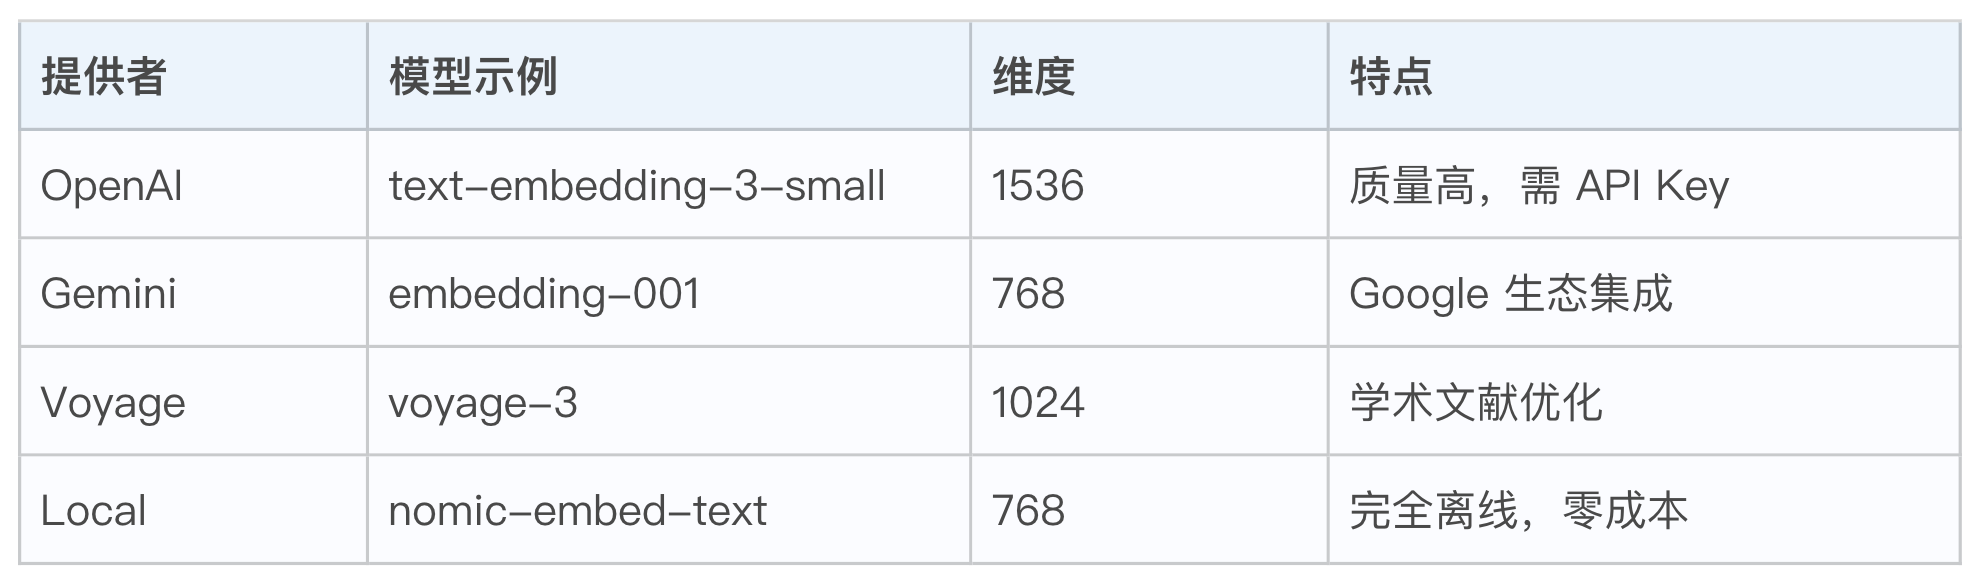 提供者 模型示例 维度 特点
OpenAI text-embedding-3-small 1536 质量高，需 API Key
Gemini embedding-001 768 Google 生态集成
Voyage voyage-3 1024 学术文献优化
Local nomic-embed-text 768 完全离线，零成本